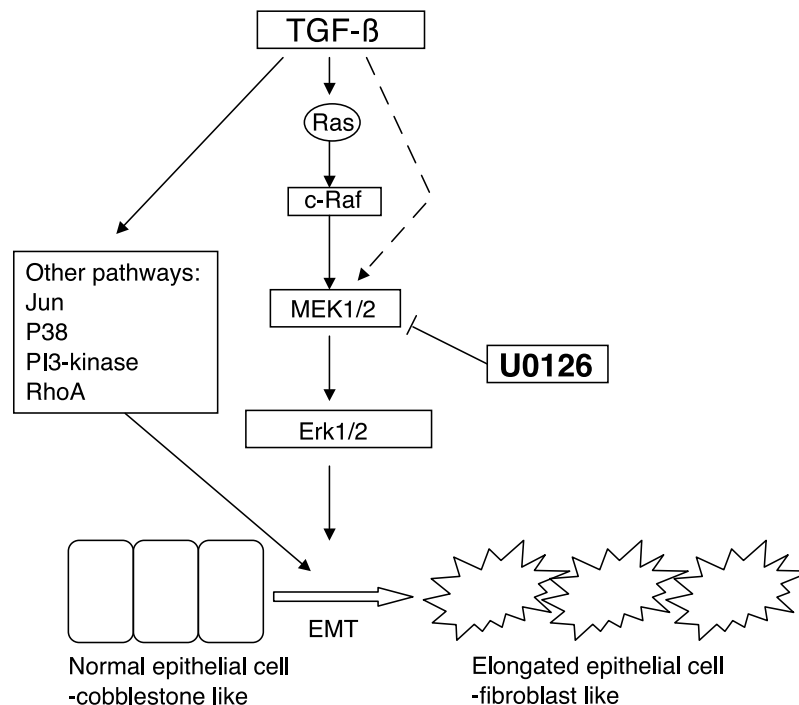 TGF-ß
Ras
c-Raf
Other pathways:
Jun
P38
PI3-kinase
RhoA
MEK1/2
U0126
Erk1/2
EMT
Normal epithelial cell
-cobblestone like
Elongated epithelial cell
-fibroblast like